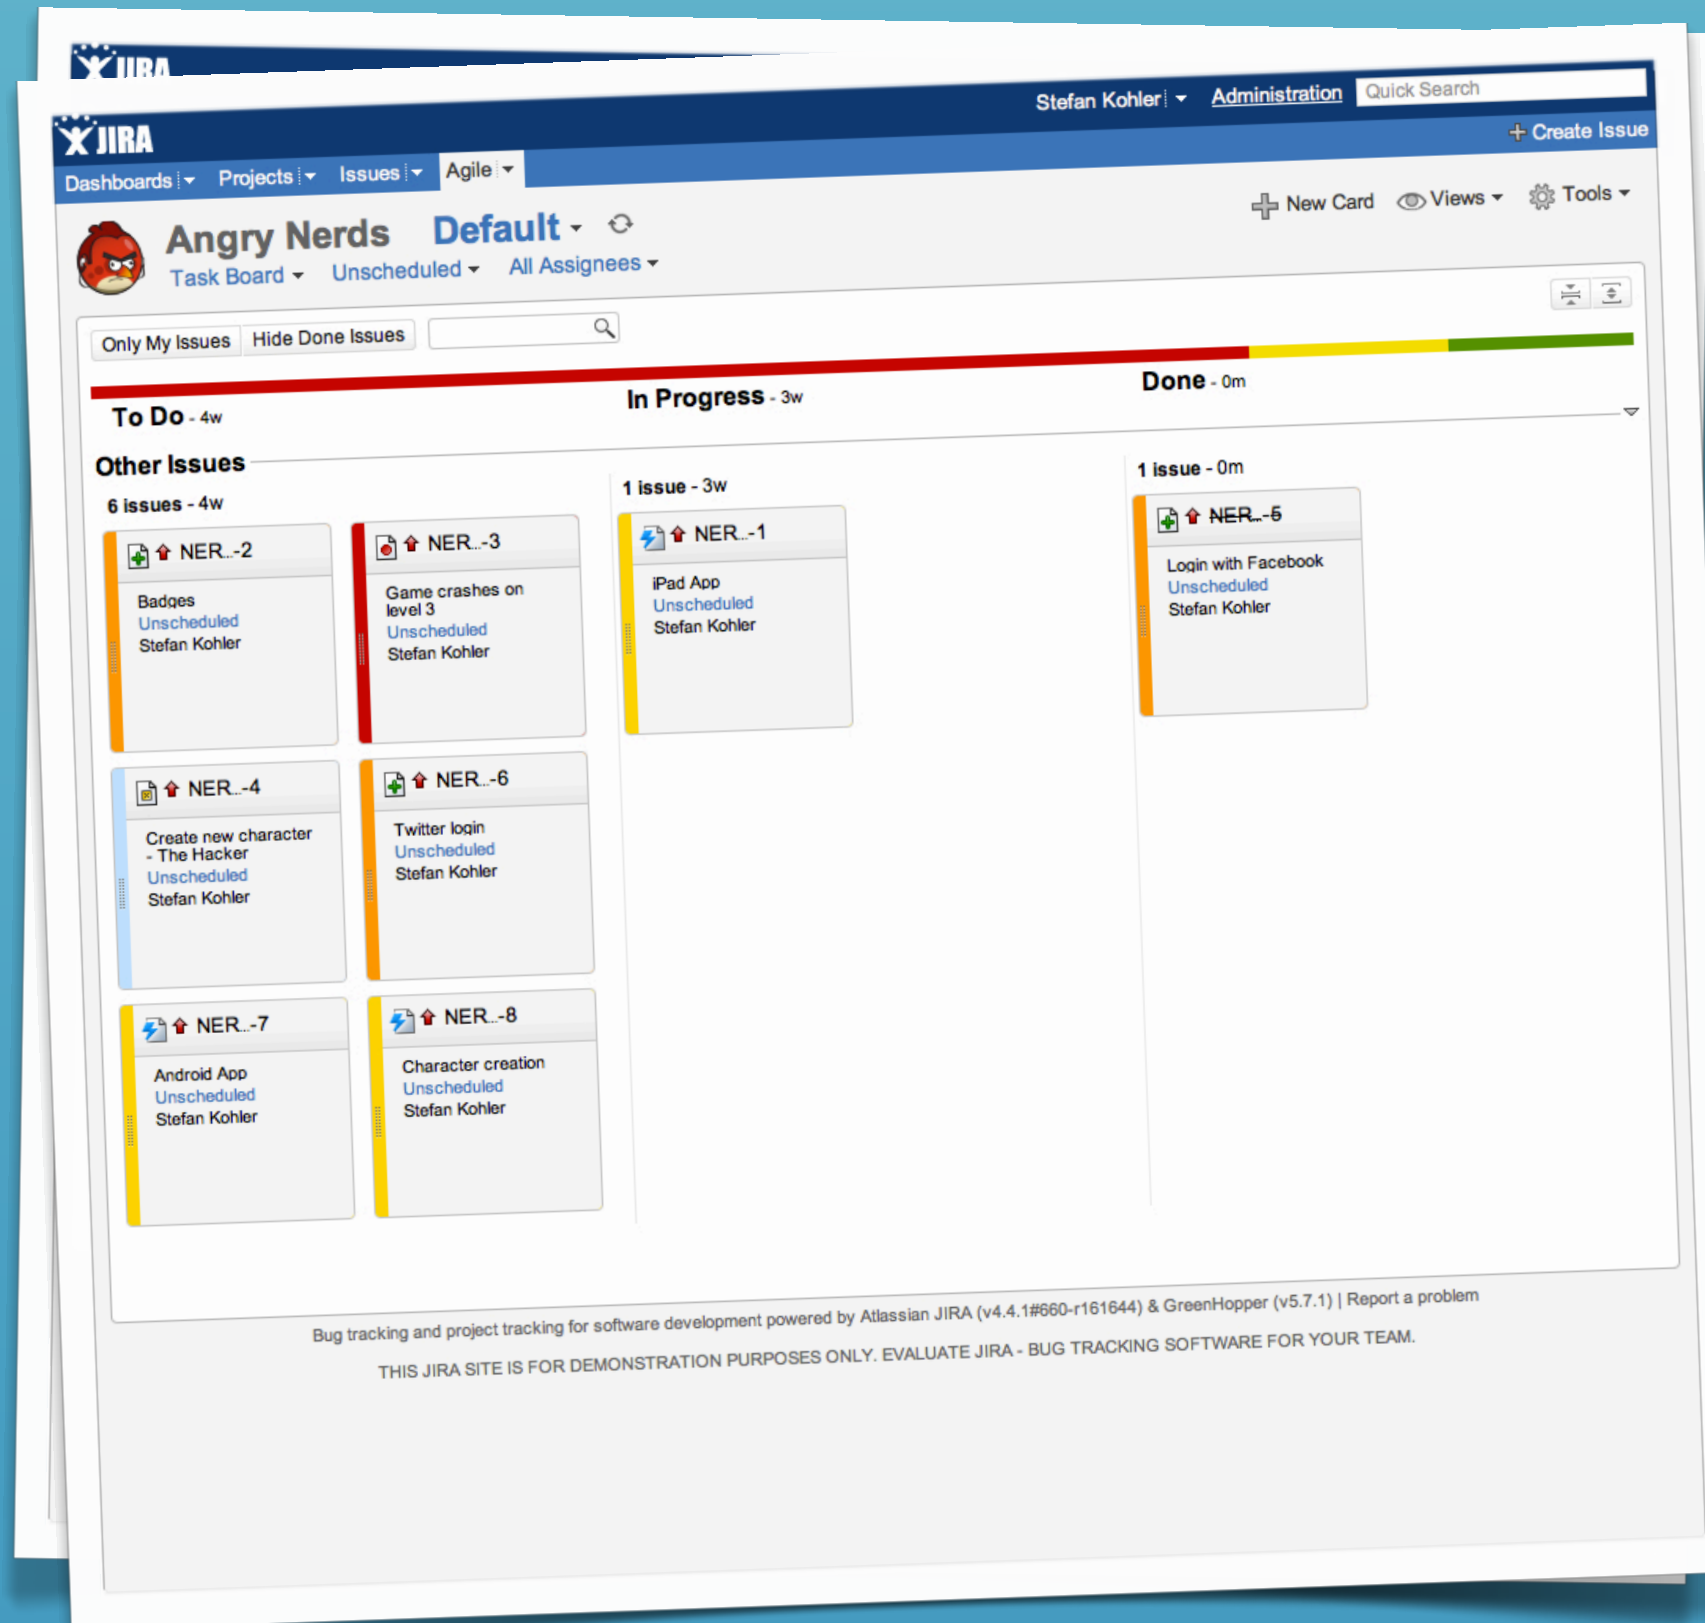 JIRA
Stefan Kohler Administration Quick Search
JIRA
Create Issue
Dashboards Projects Issues Agile
Angry Nerds Default
New Card Views Tools
Task Board Unscheduled All Assignees
Only My Issues Hide Done Issues
To Do - 4w
In Progress - 3w
Done - 0m
Other Issues
6 issues - 4w
NER...-2
Badges
Unscheduled
Stefan Kohler
NER...-3
Game crashes on
level 3
Unscheduled
Stefan Kohler
NER...-4
Create new character
- The Hacker
Unscheduled
Stefan Kohler
NER...-6
Twitter login
Unscheduled
Stefan Kohler
NER...-7
Android App
Unscheduled
Stefan Kohler
NER...-8
Character creation
Unscheduled
Stefan Kohler
1 issue - 3w
NER...-1
iPad App
Unscheduled
Stefan Kohler
1 issue - 0m
NER...-5
Login with Facebook
Unscheduled
Stefan Kohler
Bug tracking and project tracking for software development powered by Atlassian JIRA (v4.4.1#660-r161644) & GreenHopper (v5.7.1) | Report a problem
THIS JIRA SITE IS FOR DEMONSTRATION PURPOSES ONLY. EVALUATE JIRA - BUG TRACKING SOFTWARE FOR YOUR TEAM.